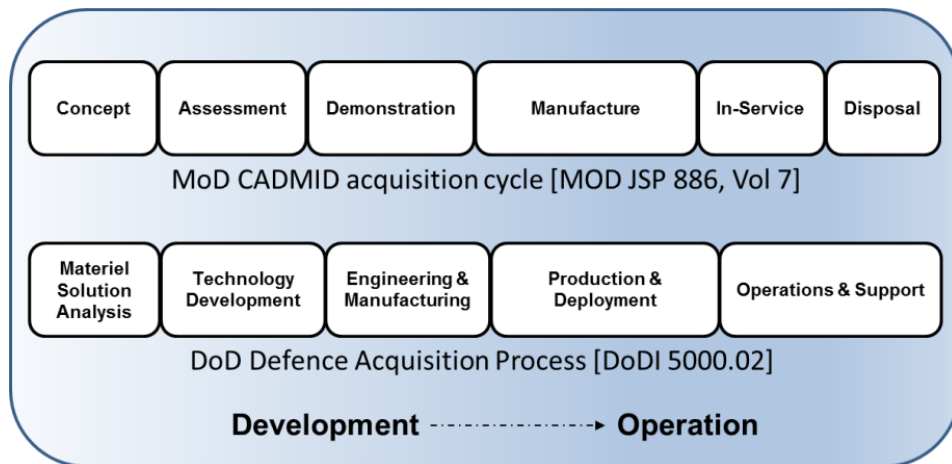 Concept Assessment Demonstration Manufacture In-Service Disposal
MoD CADMID acquisition cycle [MOD JSP 886, Vol 7]
Materiel
Solution
Analysis
Technology
Development
Engineering &
Manufacturing
Production &
Deployment
Operations & Support
DoD Defence Acquisition Process [DoDI 5000.02]
Development Operation